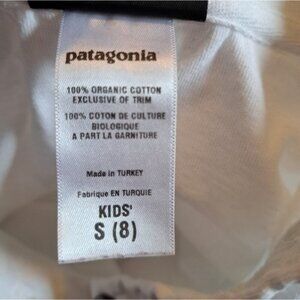 patagonia
100% ORGANIC COTTON
EXCLUSIVE OF TRIM
100% COTON DE CULTURE
BIOLOGIQUE
A PART LA GARNITURE
Made in TURKEY
Fabrique EN TURQUIE
KIDS'
S (8)